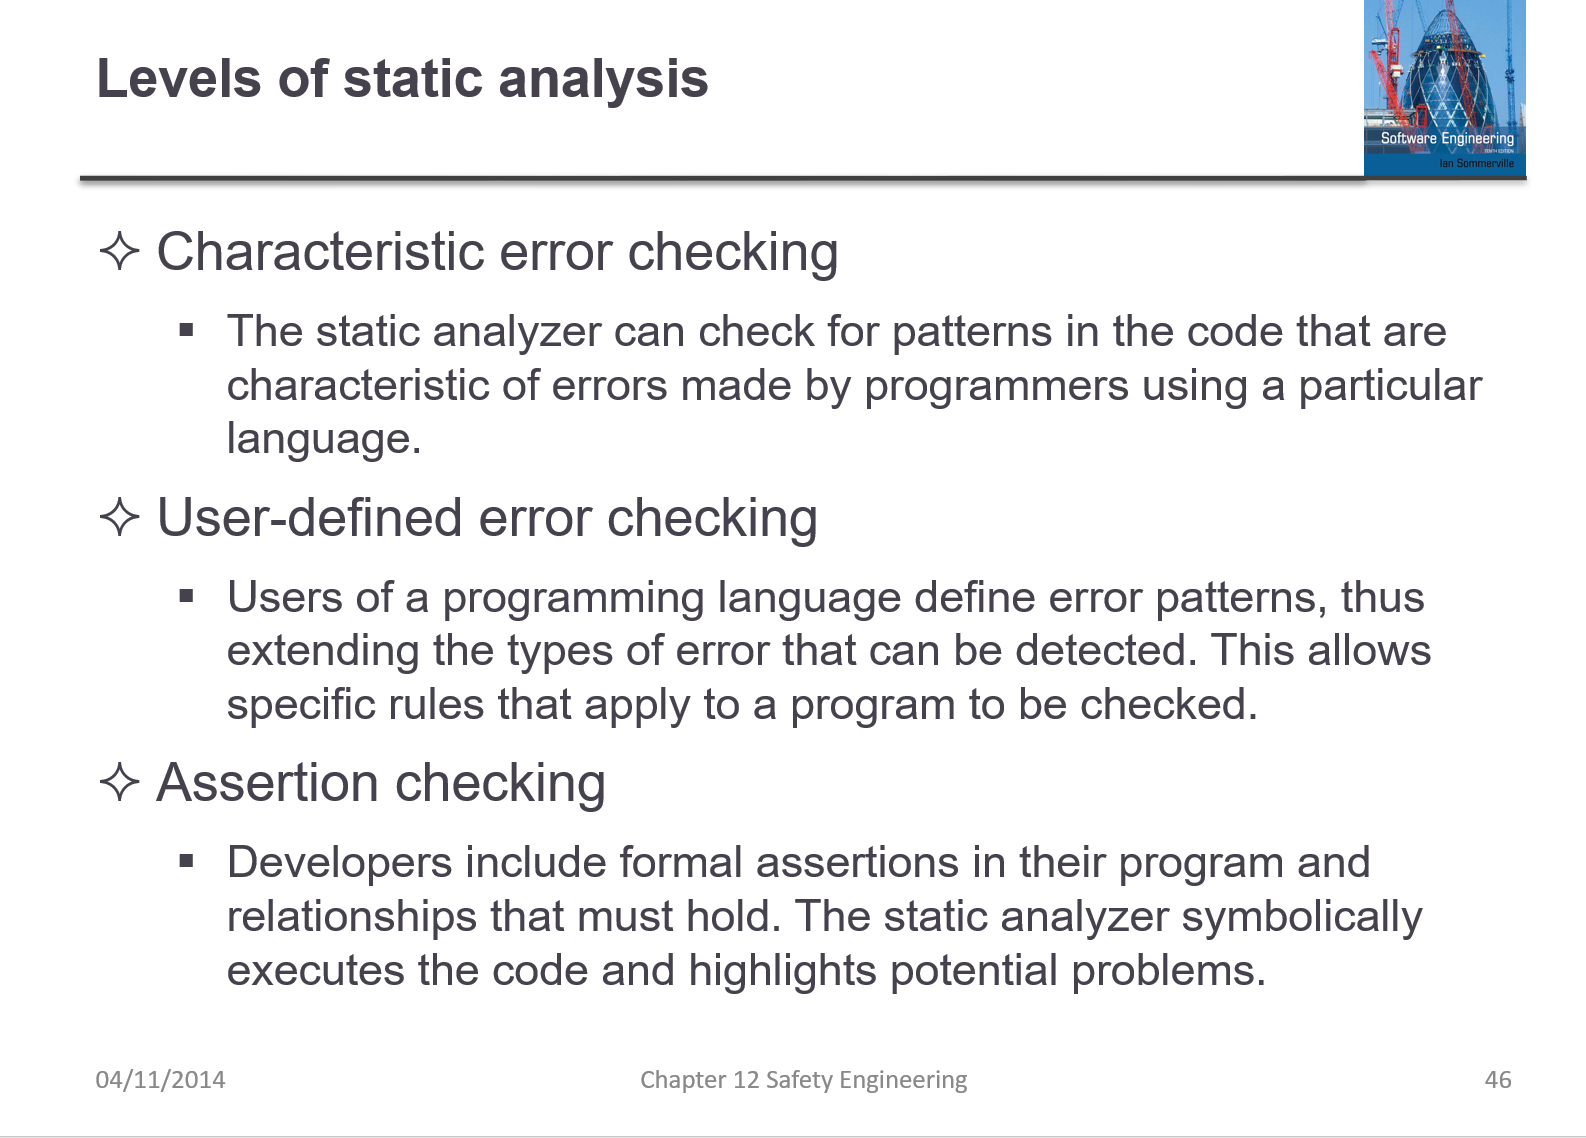 Levels of static analysis
Software Engineering
TENTH EDITION
Ian Sommerville
Characteristic error checking
The static analyzer can check for patterns in the code that are
characteristic of errors made by programmers using a particular
language.
User-defined error checking
Users of a programming language define error patterns, thus
extending the types of error that can be detected. This allows
specific rules that apply to a program to be checked.
Assertion checking
Developers include formal assertions in their program and
relationships that must hold. The static analyzer symbolically
executes the code and highlights potential problems.
04/11/2014
Chapter 12 Safety Engineering
46